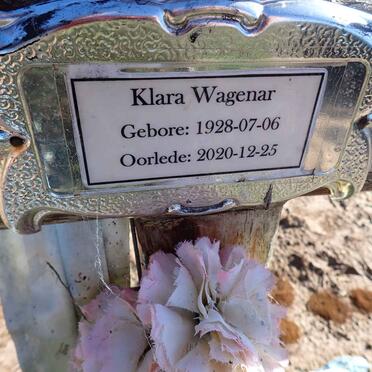 Klara Wagenar
Gebore: 1928-07-06
Oorlede: 2020-12-25